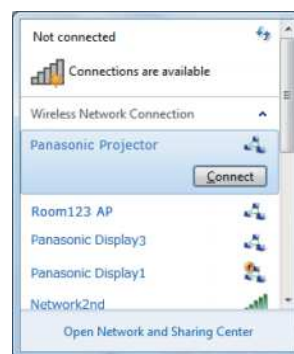 Not connected
Connections are available
Wireless Network Connection
Panasonic Projector
Connect
Room123 AP
Panasonic Display3
Panasonic Display1
Network2nd
Open Network and Sharing Center